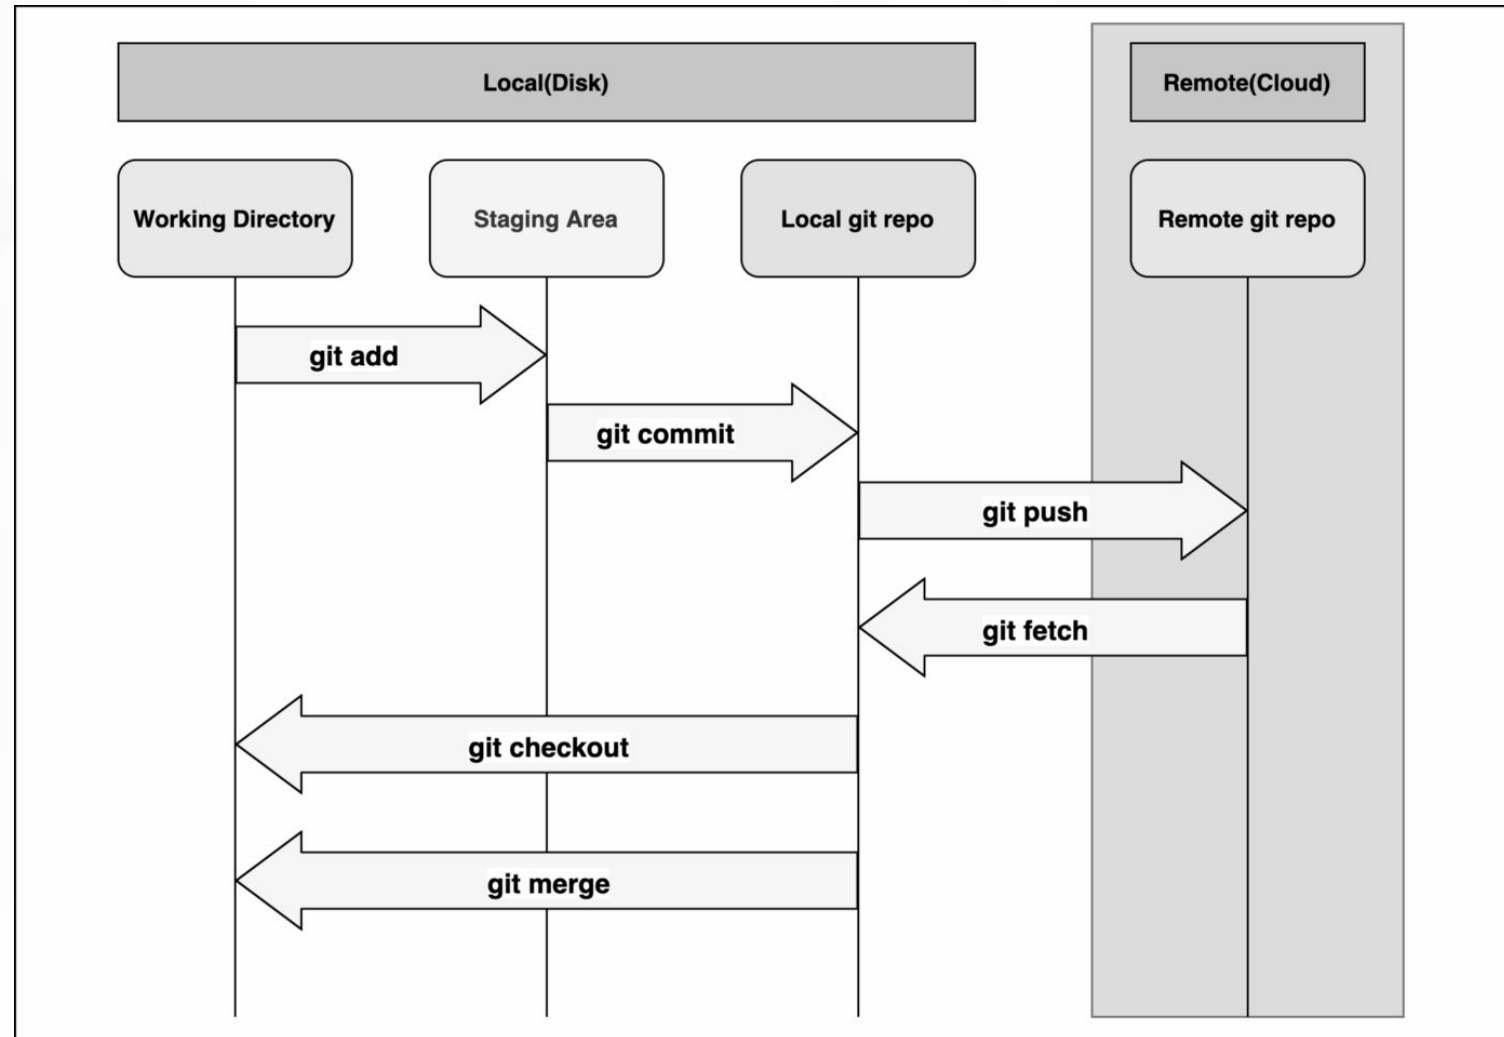 Local(Disk)
Remote(Cloud)
Working Directory
Staging Area
Local git repo
Remote git repo
git add
git commit
git push
git fetch
git checkout
git merge